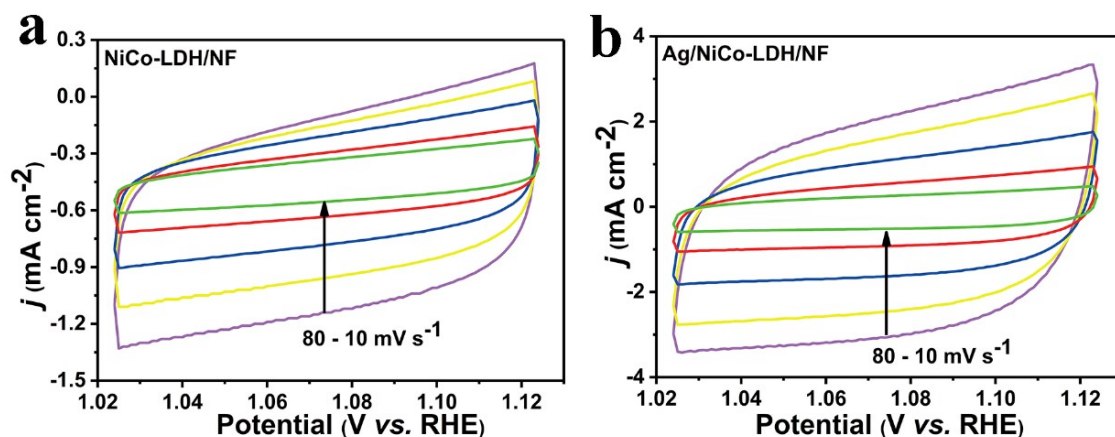 a
NiCo-LDH/NF
0.3
0.0
-0.3
-0.6
-0.9
-1.2
-1.5
j (mA cm⁻²)
80 - 10 mV s⁻¹
1.02 1.04 1.06 1.08 1.10 1.12
Potential (V vs. RHE)
b
Ag/NiCo-LDH/NF
4
2
0
-2
-4
j (mA cm⁻²)
80 - 10 mV s⁻¹
1.02 1.04 1.06 1.08 1.10 1.12
Potential (V vs. RHE)